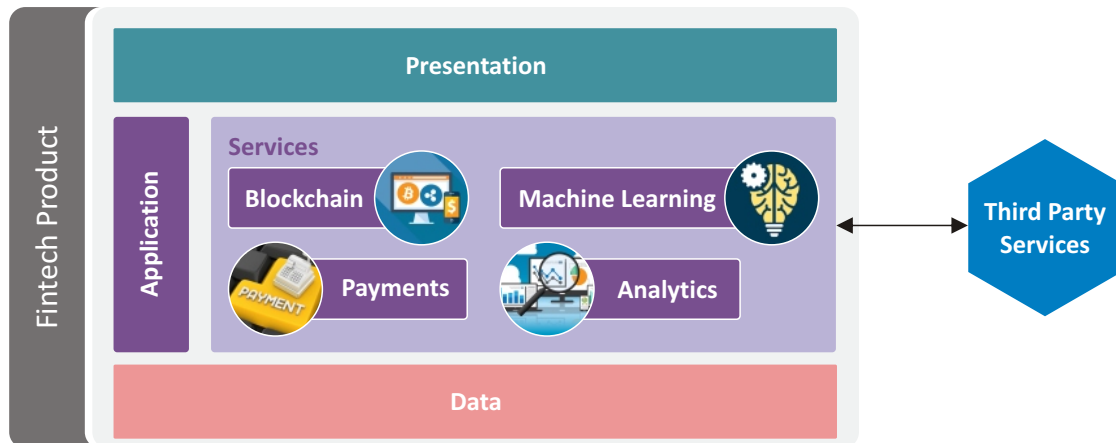 Fintech Product
Presentation
Application
Services
Blockchain
Machine Learning
Payments
PAYMENT
Analytics
Third Party
Services
Data